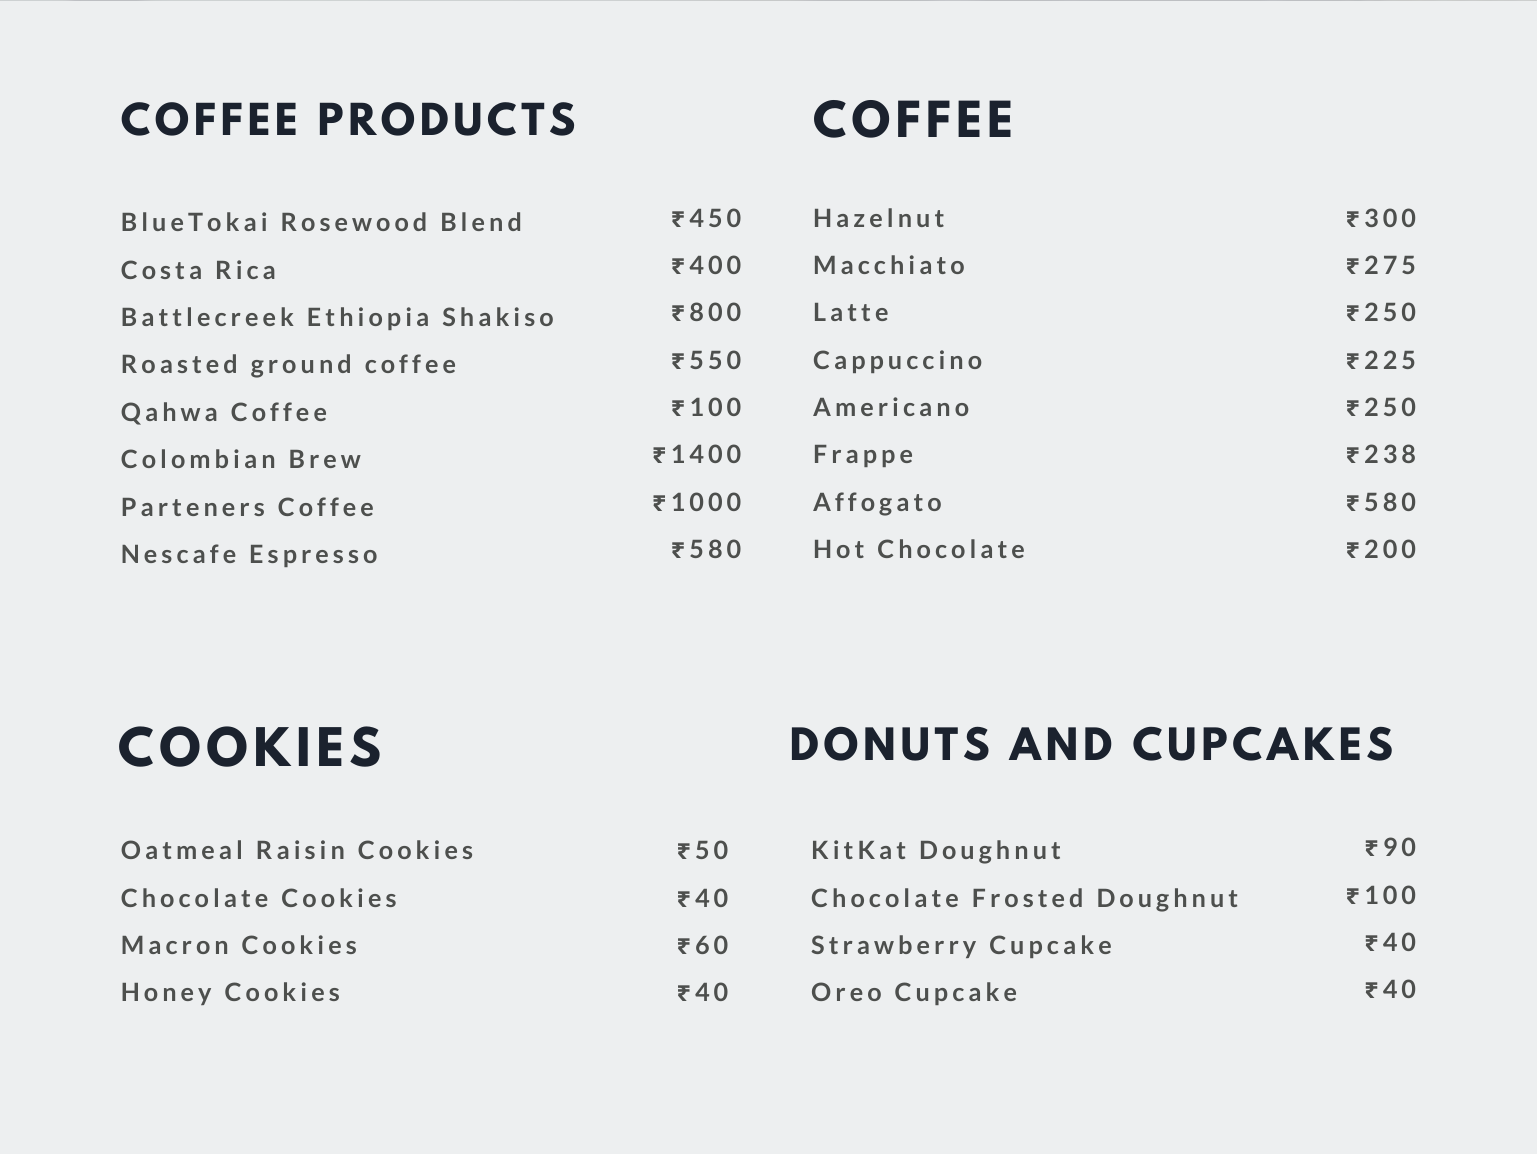 COFFEE PRODUCTS
BlueTokai Rosewood Blend ₹450
Costa Rica ₹400
Battlecreek Ethiopia Shakiso ₹800
Roasted ground coffee ₹550
Qahwa Coffee ₹100
Colombian Brew ₹1400
Parteners Coffee ₹1000
Nescafe Espresso ₹580
COFFEE
Hazelnut ₹300
Macchiato ₹275
Latte ₹250
Cappuccino ₹225
Americano ₹250
Frappe ₹238
Affogato ₹580
Hot Chocolate ₹200
COOKIES
Oatmeal Raisin Cookies ₹50
Chocolate Cookies ₹40
Macron Cookies ₹60
Honey Cookies ₹40
DONUTS AND CUPCAKES
KitKat Doughnut ₹90
Chocolate Frosted Doughnut ₹100
Strawberry Cupcake ₹40
Oreo Cupcake ₹40